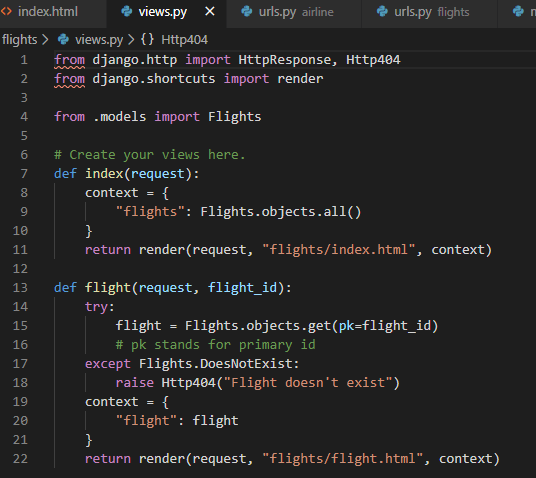 index.html views.py × urls.py airline urls.py flights
flights > views.py > {} Http404
1 from django.http import HttpResponse, Http404
2 from django.shortcuts import render
3
4 from .models import Flights
5
6 # Create your views here.
7 def index(request):
8     context = {
9         "flights": Flights.objects.all()
10     }
11     return render(request, "flights/index.html", context)
12
13 def flight(request, flight_id):
14     try:
15         flight = Flights.objects.get(pk=flight_id)
16         # pk stands for primary id
17     except Flights.DoesNotExist:
18         raise Http404("Flight doesn't exist")
19     context = {
20         "flight": flight
21     }
22     return render(request, "flights/flight.html", context)